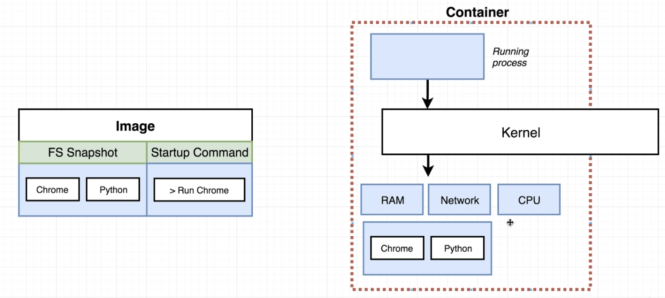 Container
Running
process
Image
Kernel
FS Snapshot
Startup Command
Chrome
Python
> Run Chrome
RAM
Network
CPU
Chrome
Python